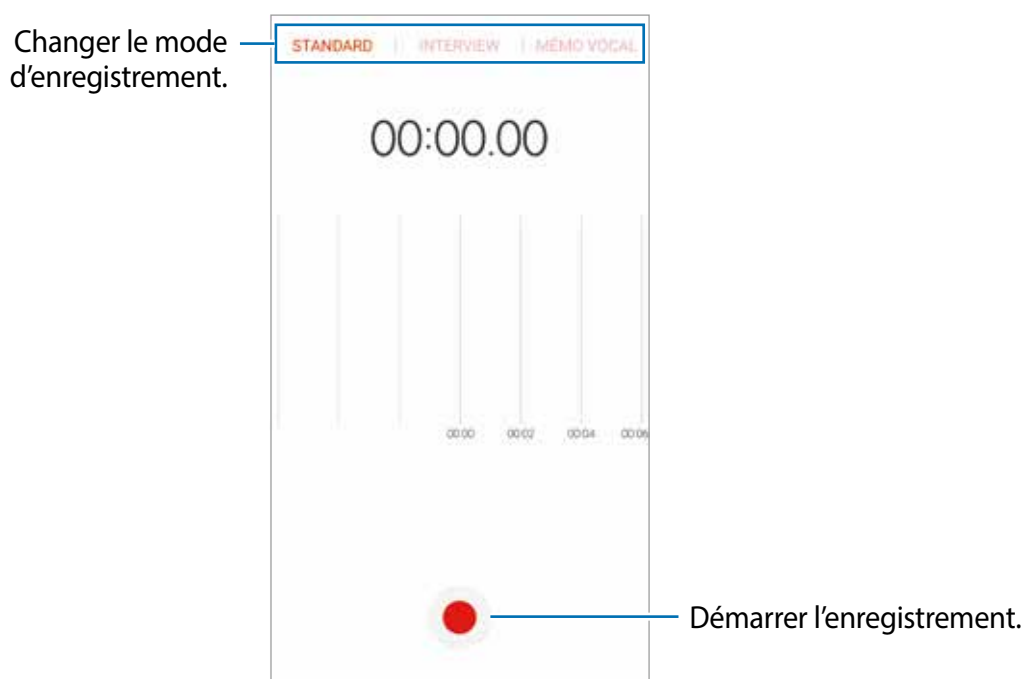 Changer le mode
d’enregistrement.
STANDARD | INTERVIEW | MÉMO VOCAL
00:00.00
00:00 00:02 00:04 00:06
Démarrer l’enregistrement.